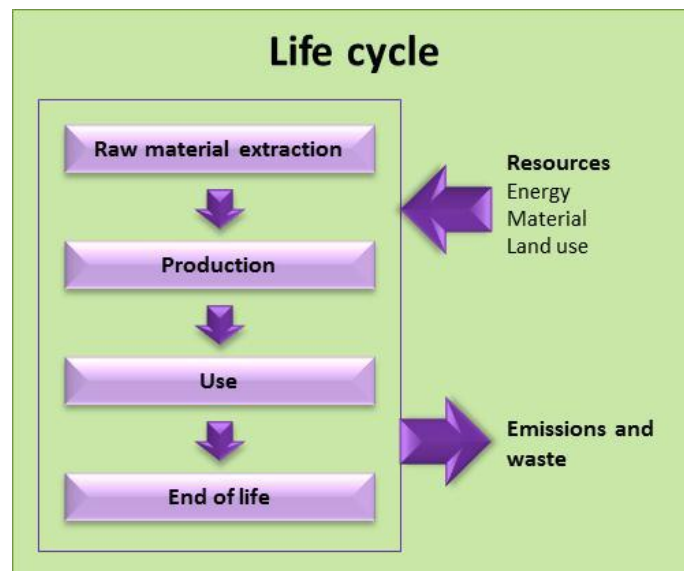 Life cycle
Raw material extraction
Production
Use
End of life
Resources
Energy
Material
Land use
Emissions and
waste